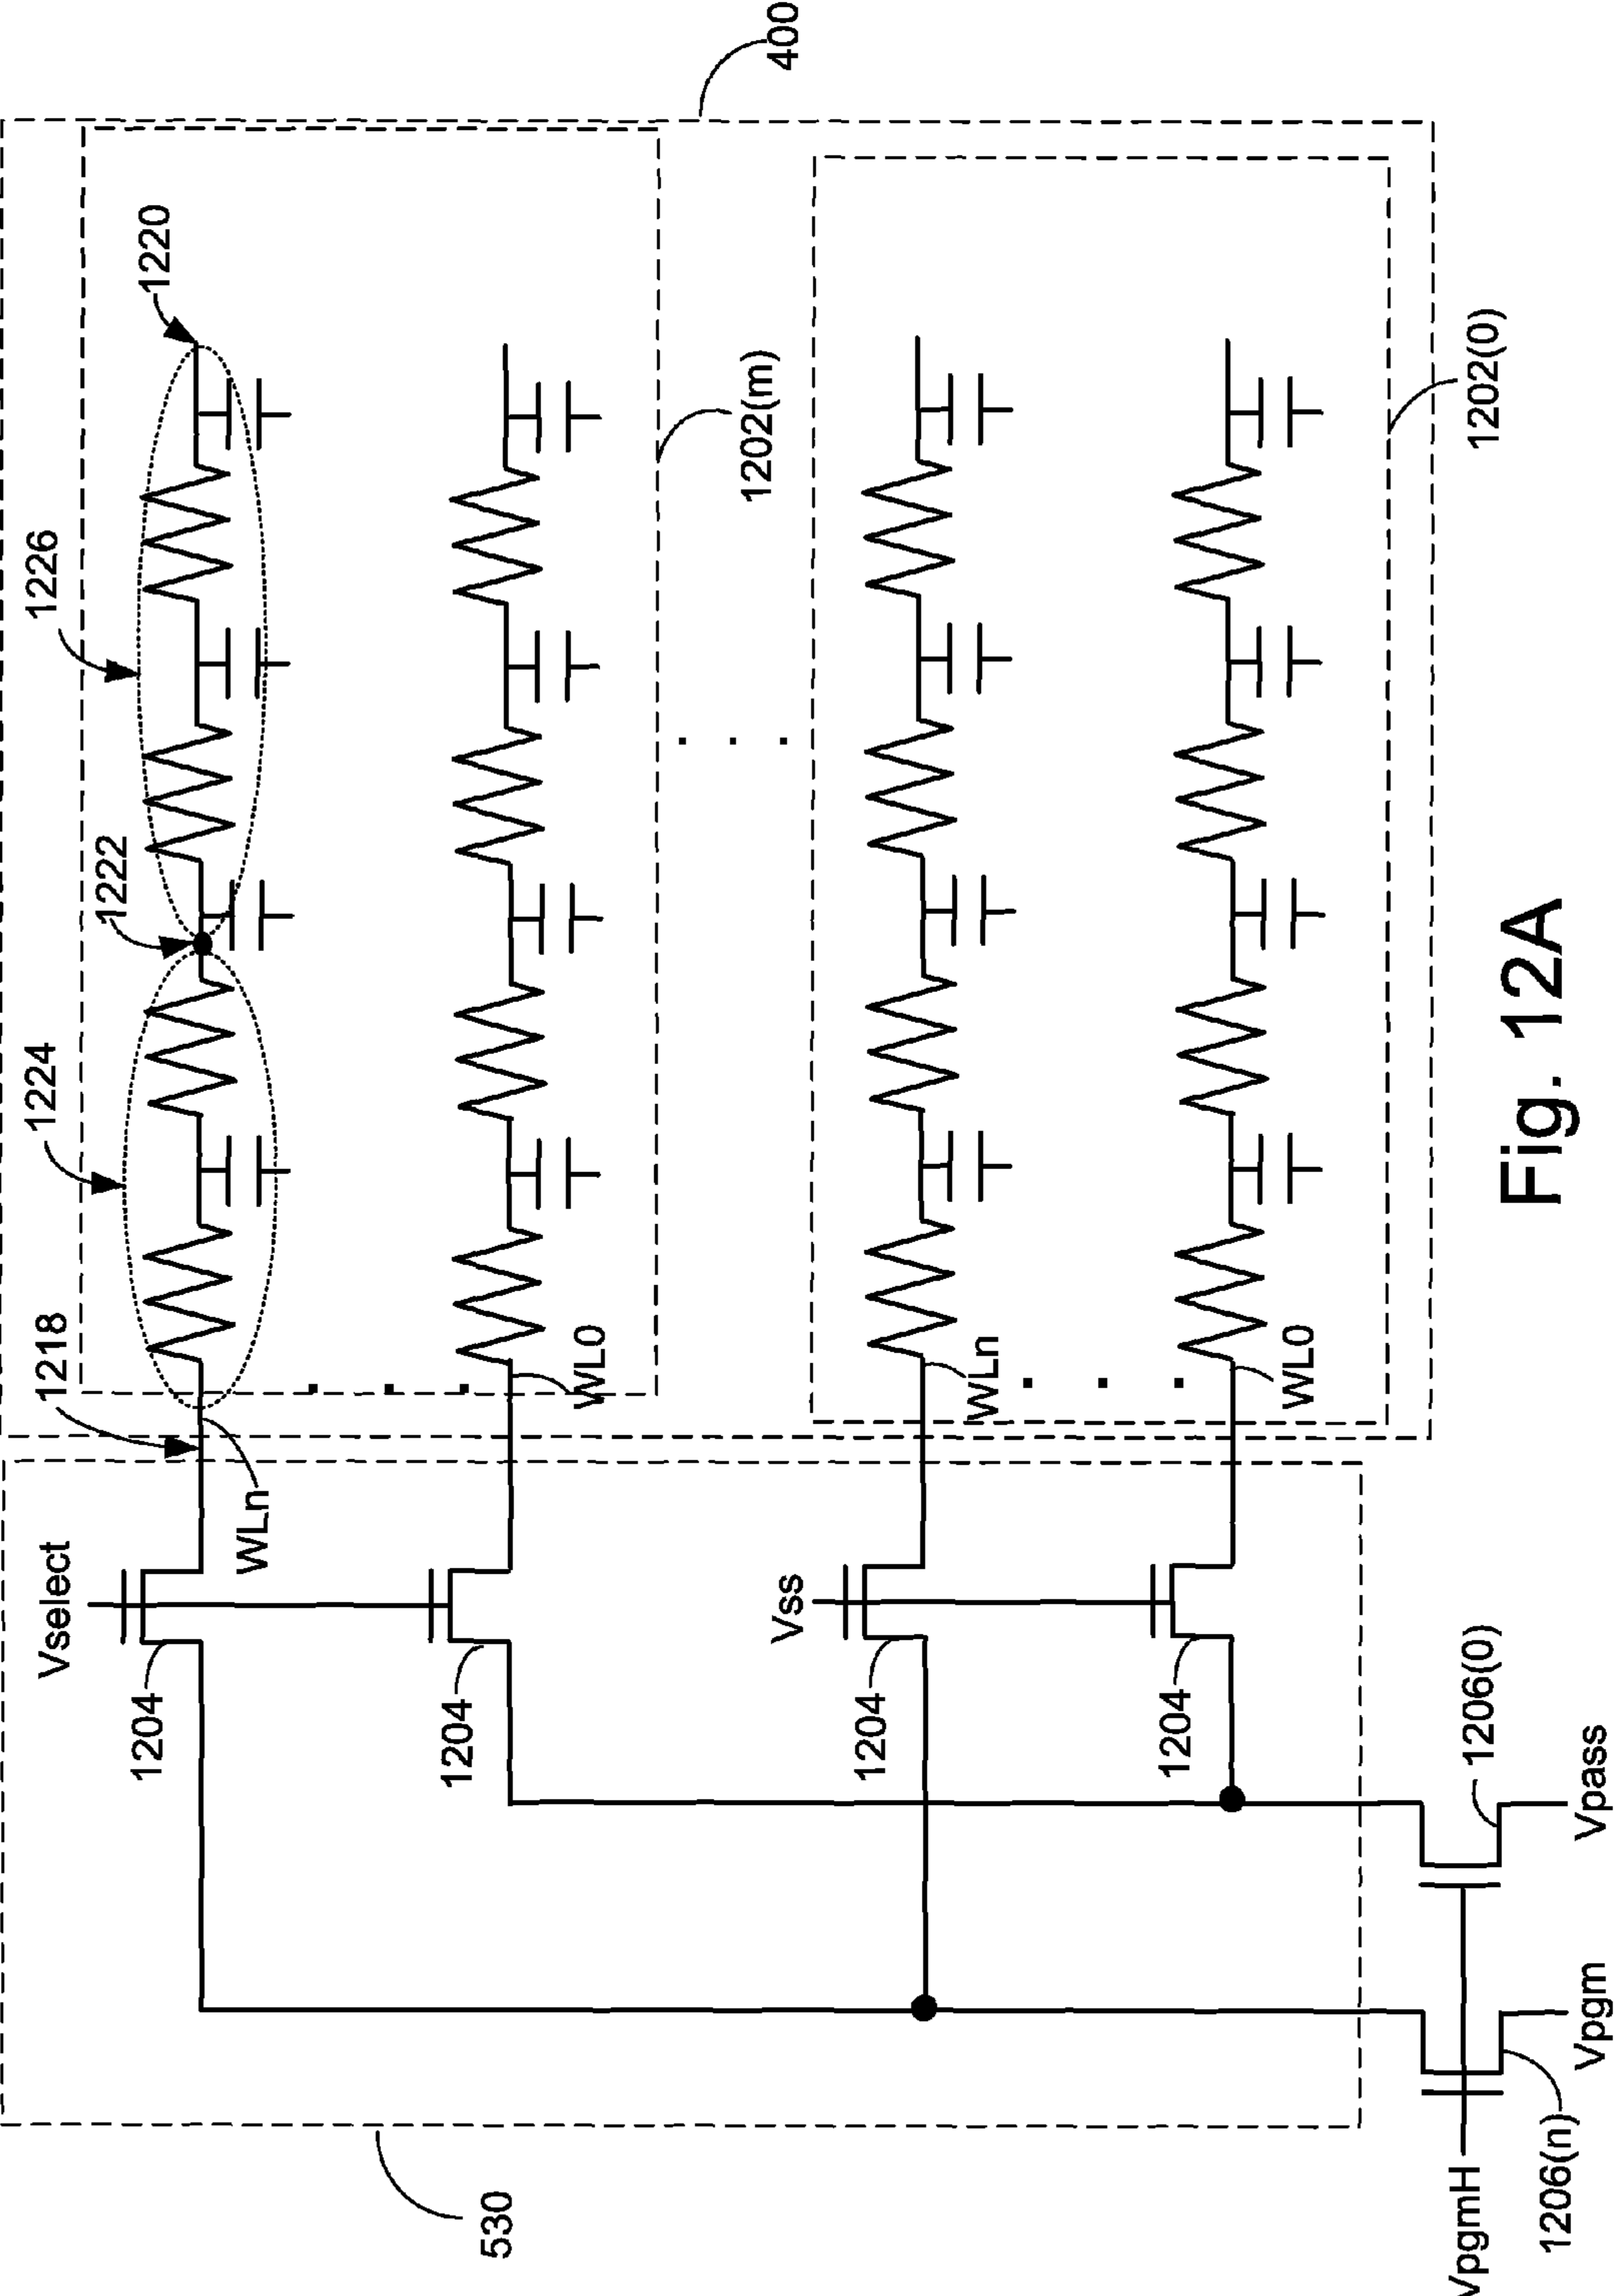 400
1220
1226
1222
1224
1218
WLn
WL0
1202(m)
. . .
WLn
WL0
1202(0)
Vselect
1204
1204
Vss
1204
1204
530
1206(0)
Vpass
Vpgm
1206(n)
VpgmH
Fig. 12A